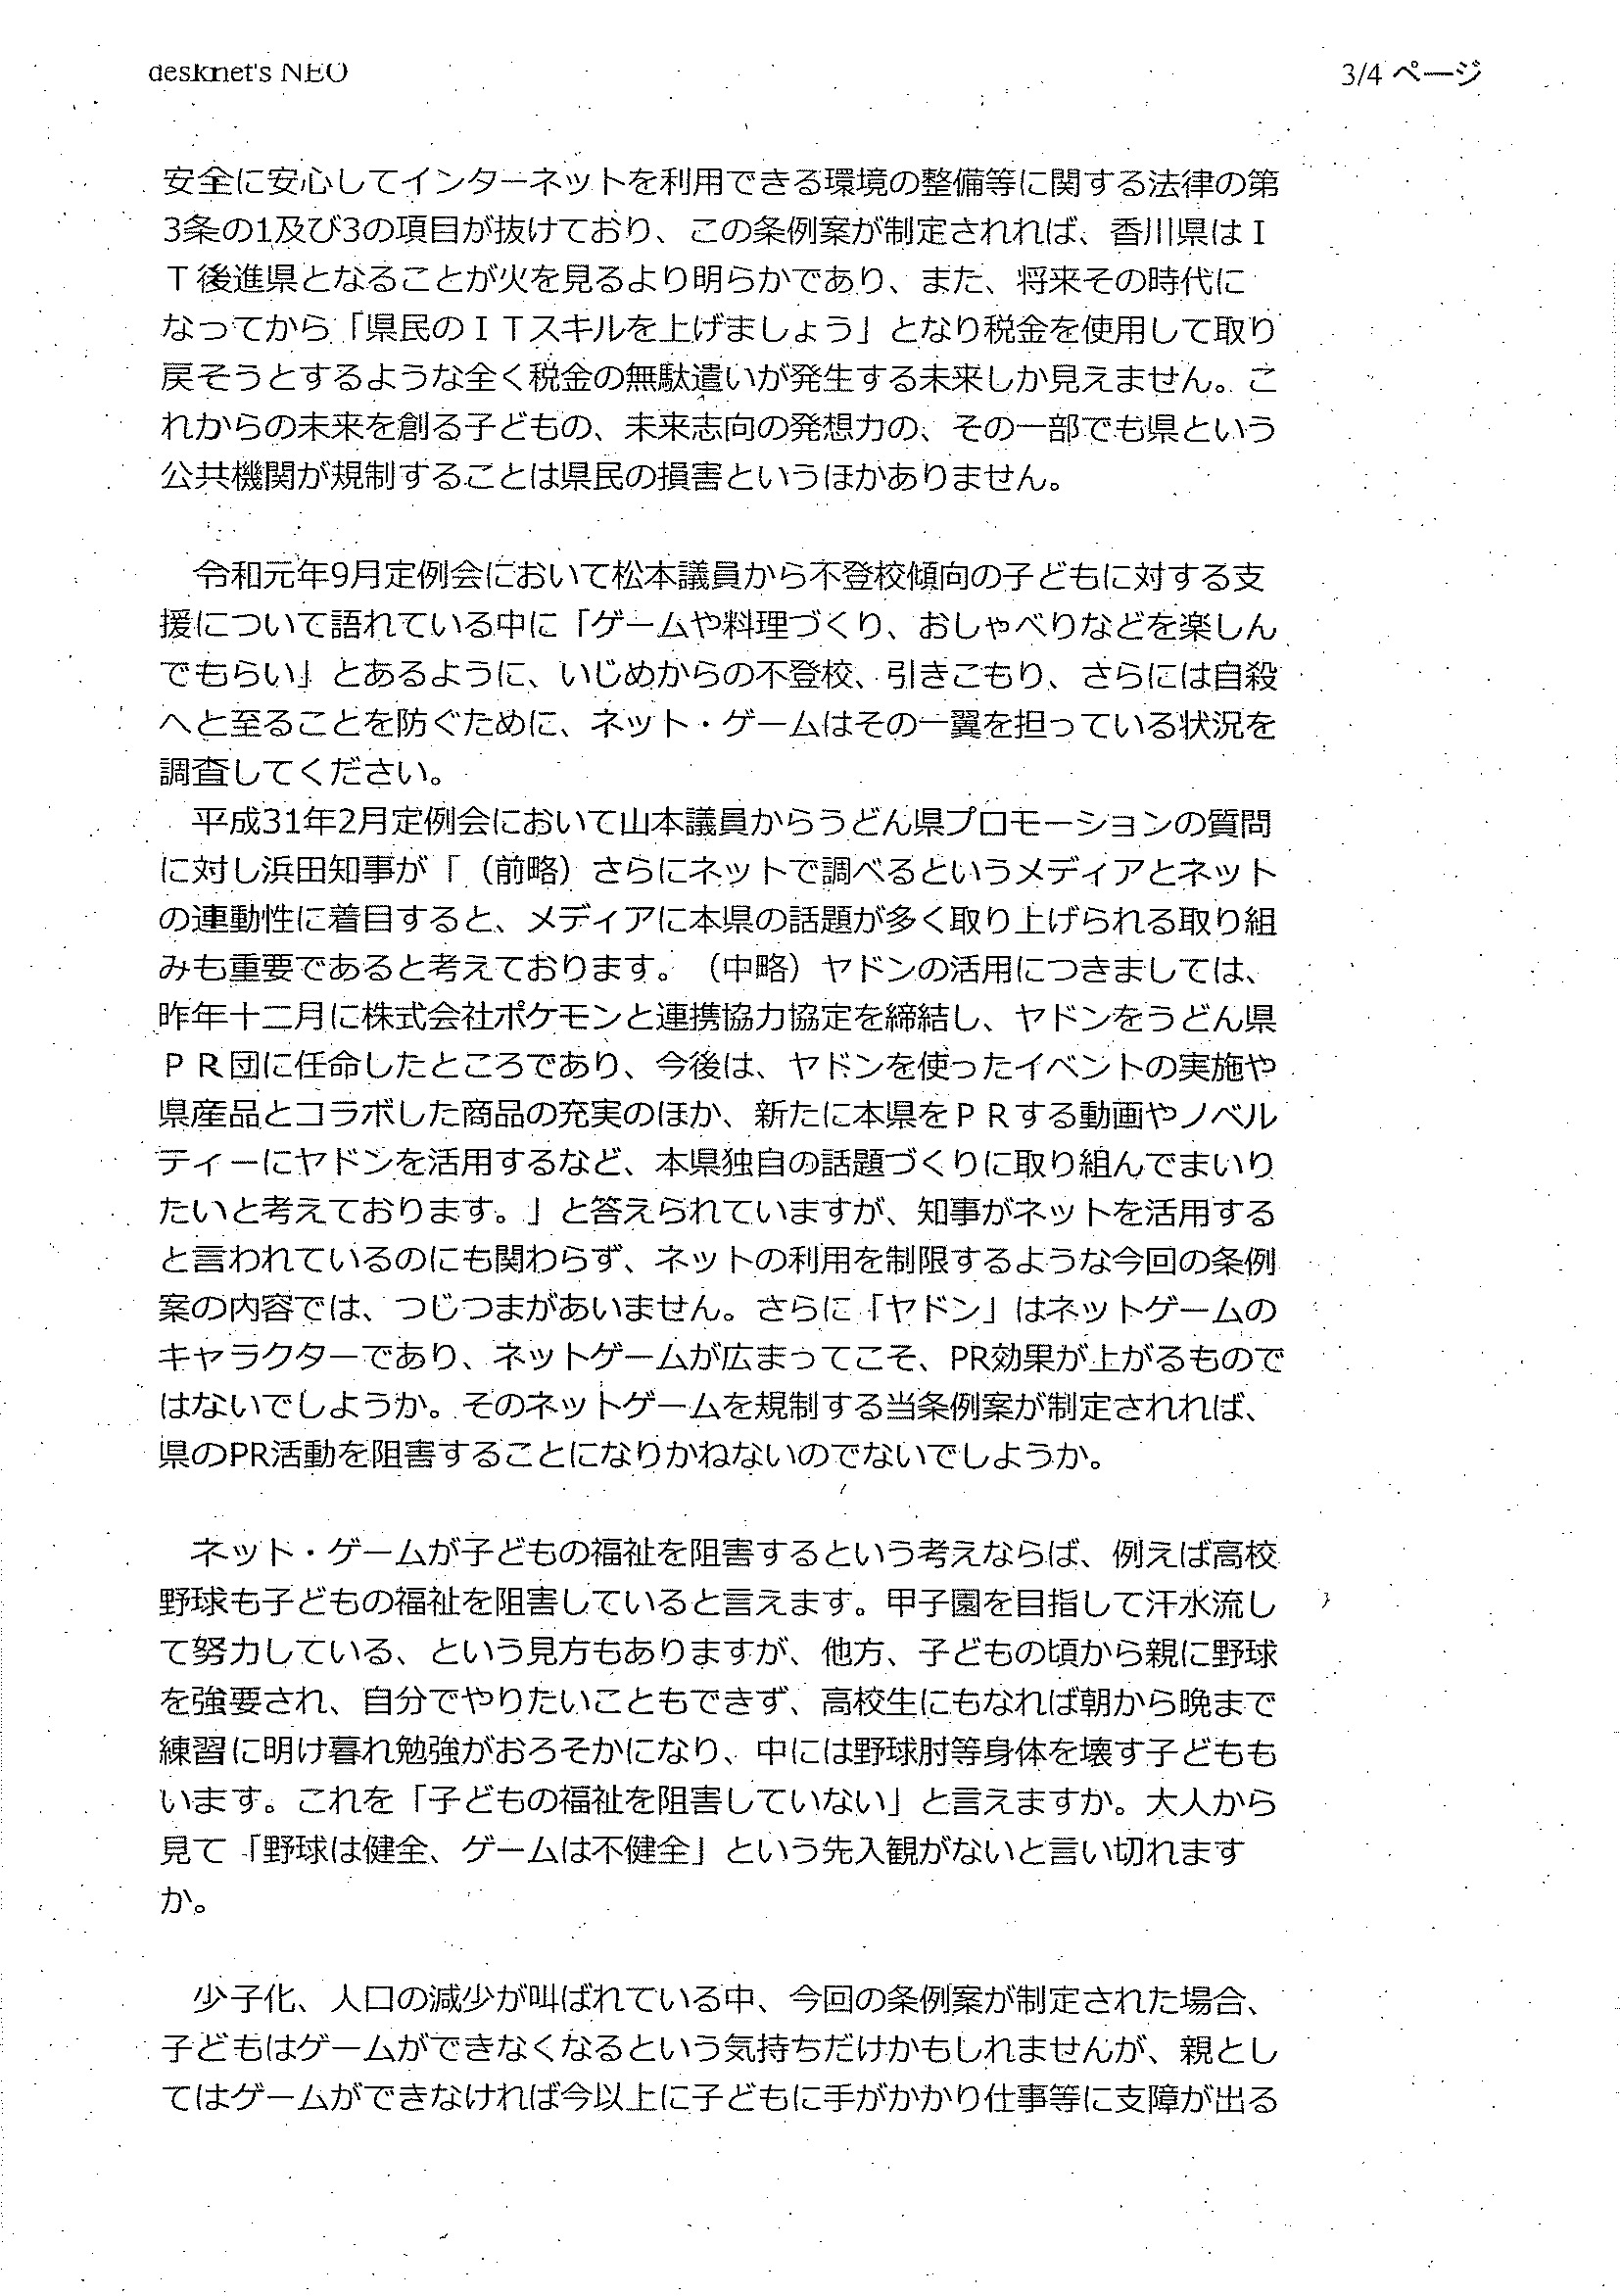 desknet's NEO
3/4 ページ
安全に安心してインターネットを利用できる環境の整備等に関する法律の第
3条の1及び3の項目が抜けており、この条例案が制定されれば、香川県はＩ
Ｔ後進県となることが火を見るより明らかであり、また、将来その時代に
なってから「県民のＩＴスキルを上げましょう」となり税金を使用して取り
戻そうとするような全く税金の無駄遣いが発生する未来しか見えません。こ
れからの未来を創る子どもの、未来志向の発想力の、その一部でも県という
公共機関が規制することは県民の損害というほかありません。
令和元年9月定例会において松本議員から不登校傾向の子どもに対する支
援について語れている中に「ゲームや料理づくり、おしゃべりなどを楽しん
でもらい」とあるように、いじめからの不登校、引きこもり、さらには自殺
へと至ることを防ぐために、ネット・ゲームはその一翼を担っている状況を
調査してください。
平成31年2月定例会において山本議員からうどん県プロモーションの質問
に対し浜田知事が「（前略）さらにネットで調べるというメディアとネット
の連動性に着目すると、メディアに本県の話題が多く取り上げられる取り組
みも重要であると考えております。（中略）ヤドンの活用につきましては、
昨年十二月に株式会社ポケモンと連携協力協定を締結し、ヤドンをうどん県
ＰＲ団に任命したところであり、今後は、ヤドンを使ったイベントの実施や
県産品とコラボした商品の充実のほか、新たに本県をＰＲする動画やノベル
ティーにヤドンを活用するなど、本県独自の話題づくりに取り組んでまいり
たいと考えております。」と答えられていますが、知事がネットを活用する
と言われているのにも関わらず、ネットの利用を制限するような今回の条例
案の内容では、つじつまがあいません。さらに「ヤドン」はネットゲームの
キャラクターであり、ネットゲームが広まってこそ、PR効果が上がるもので
はないでしようか。そのネットゲームを規制する当条例案が制定されれば、
県のPR活動を阻害することになりかねないのでないでしようか。
ネット・ゲームが子どもの福祉を阻害するという考えならば、例えば高校
野球も子どもの福祉を阻害していると言えます。甲子園を目指して汗水流し
て努力している、という見方もありますが、他方、子どもの頃から親に野球
を強要され、自分でやりたいこともできず、高校生にもなれば朝から晩まで
練習に明け暮れ勉強がおろそかになり、中には野球肘等身体を壊す子どもも
います。これを「子どもの福祉を阻害していない」と言えますか。大人から
見て「野球は健全、ゲームは不健全」という先入観がないと言い切れます
か。
少子化、人口の減少が叫ばれている中、今回の条例案が制定された場合、
子どもはゲームができなくなるという気持ちだけかもしれませんが、親とし
てはゲームができなければ今以上に子どもに手がかかり仕事等に支障が出る